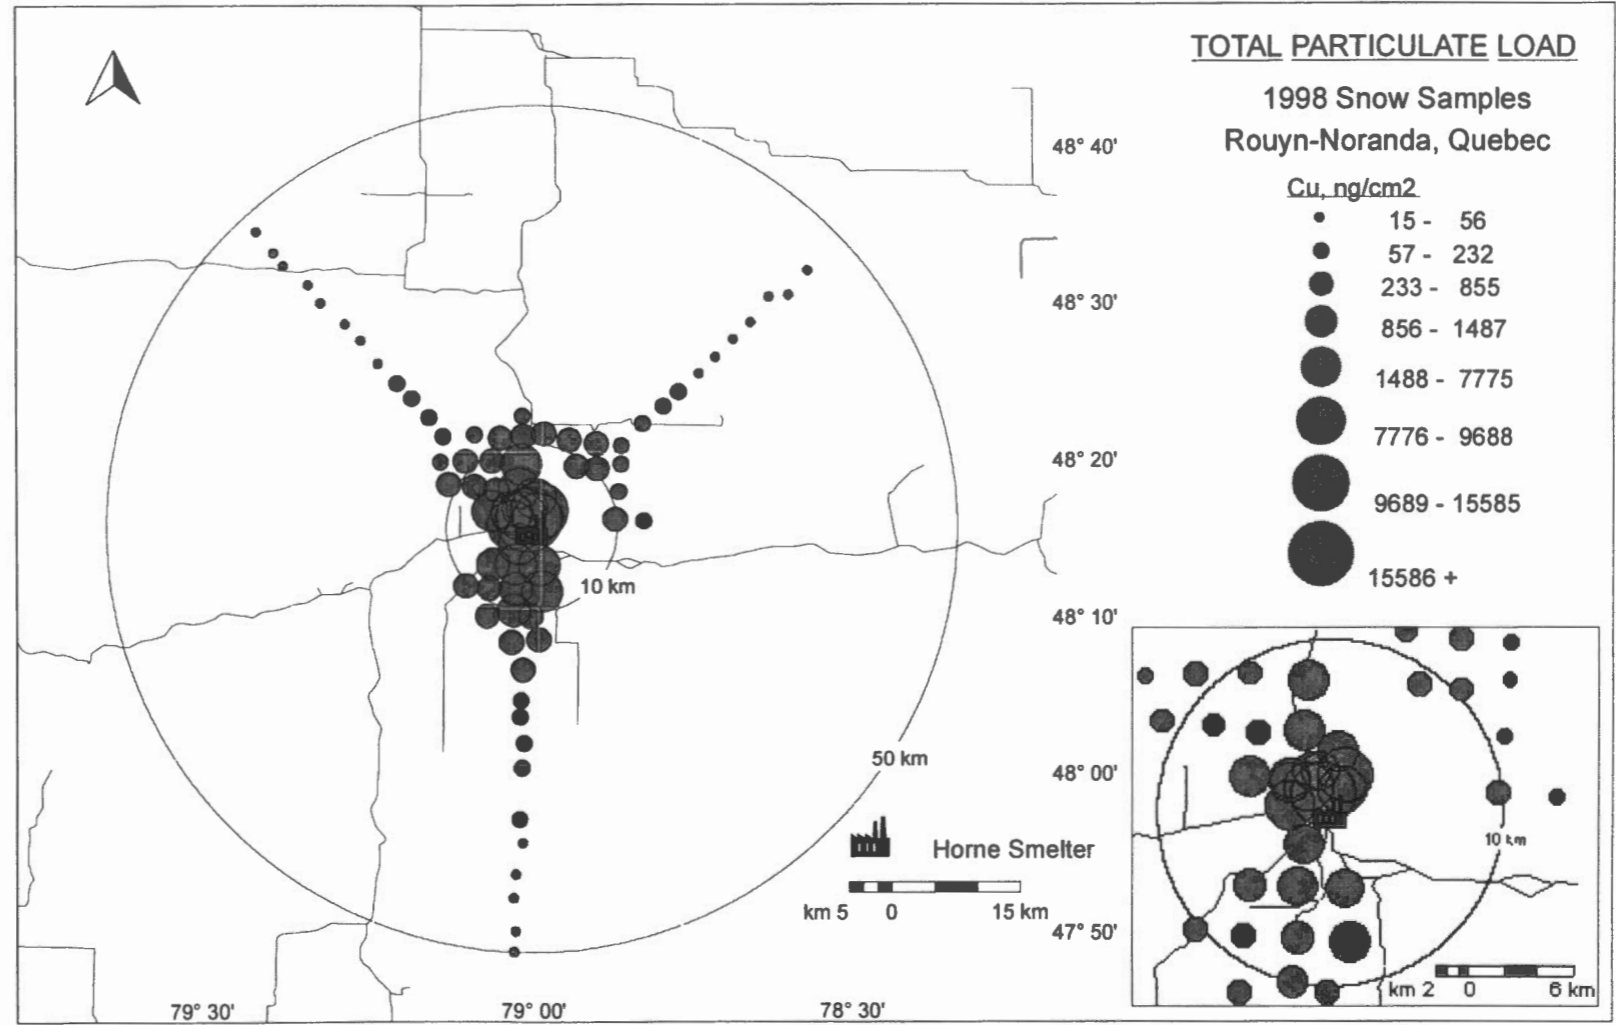 TOTAL PARTICULATE LOAD
1998 Snow Samples
Rouyn-Noranda, Quebec
Cu, ng/cm2
15 - 56
57 - 232
233 - 855
856 - 1487
1488 - 7775
7776 - 9688
9689 - 15585
15586 +
48° 40'
48° 30'
48° 20'
48° 10'
48° 00'
47° 50'
10 km
50 km
Horne Smelter
km 5 0 15 km
79° 30' 79° 00' 78° 30'
10 km
km 2 0 6 km